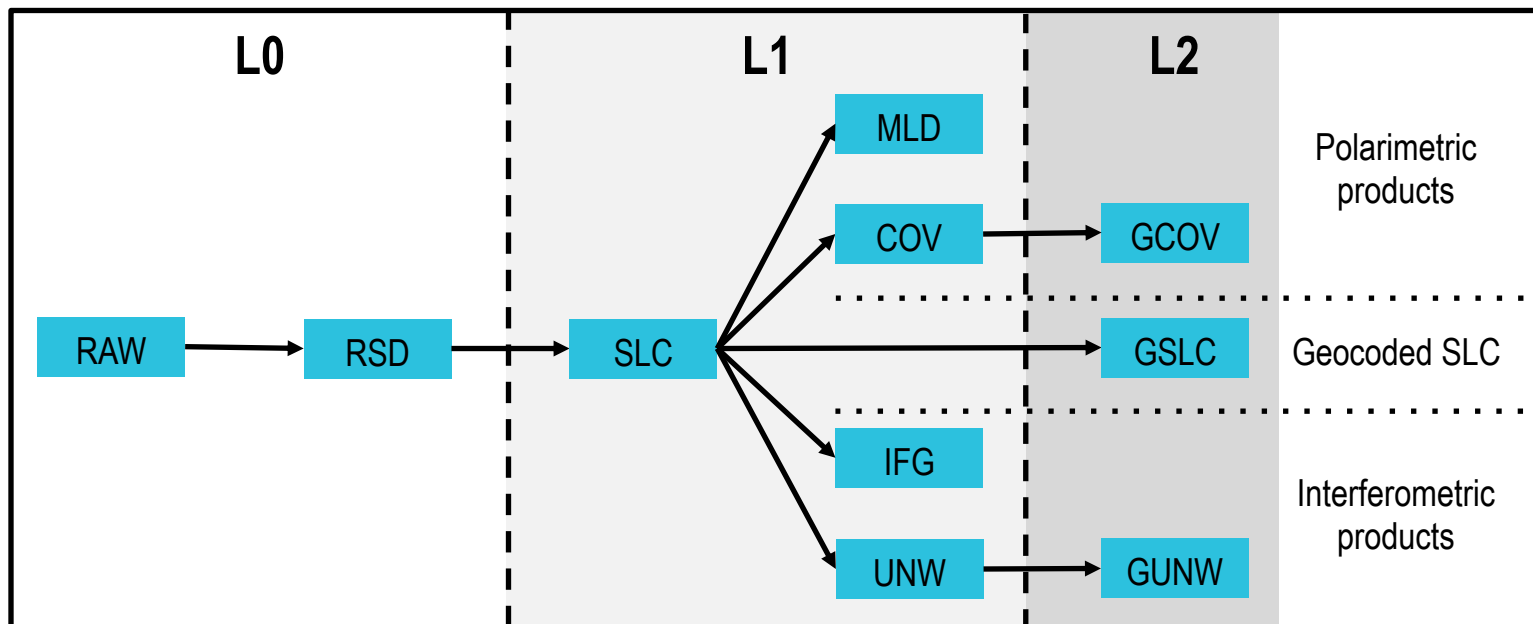 L0
L1
L2
MLD
Polarimetric
products
COV
GCOV
RAW
RSD
SLC
GSLC
Geocoded SLC
IFG
Interferometric
products
UNW
GUNW